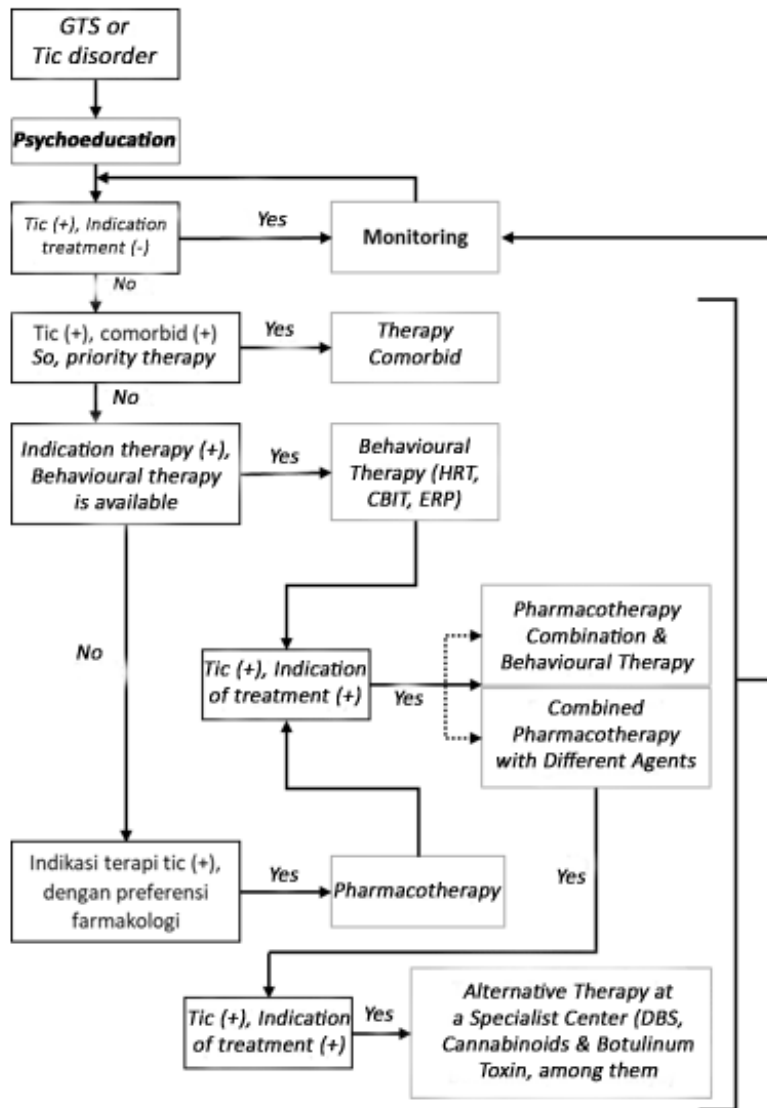 GTS or
Tic disorder
Psychoeducation
Tic (+), Indication
treatment (-)
Yes
Monitoring
No
Tic (+), comorbid (+)
So, priority therapy
Yes
Therapy
Comorbid
No
Indication therapy (+),
Behavioural therapy
is available
Yes
Behavioural
Therapy (HRT,
CBIT, ERP)
No
Tic (+), Indication
of treatment (+)
Yes
Pharmacotherapy
Combination &
Behavioural Therapy
Combined
Pharmacotherapy
with Different Agents
Indikasi terapi tic (+),
dengan preferensi
farmakologi
Yes
Pharmacotherapy
Yes
Tic (+), Indication
of treatment (+)
Yes
Alternative Therapy at
a Specialist Center (DBS,
Cannabinoids & Botulinum
Toxin, among them